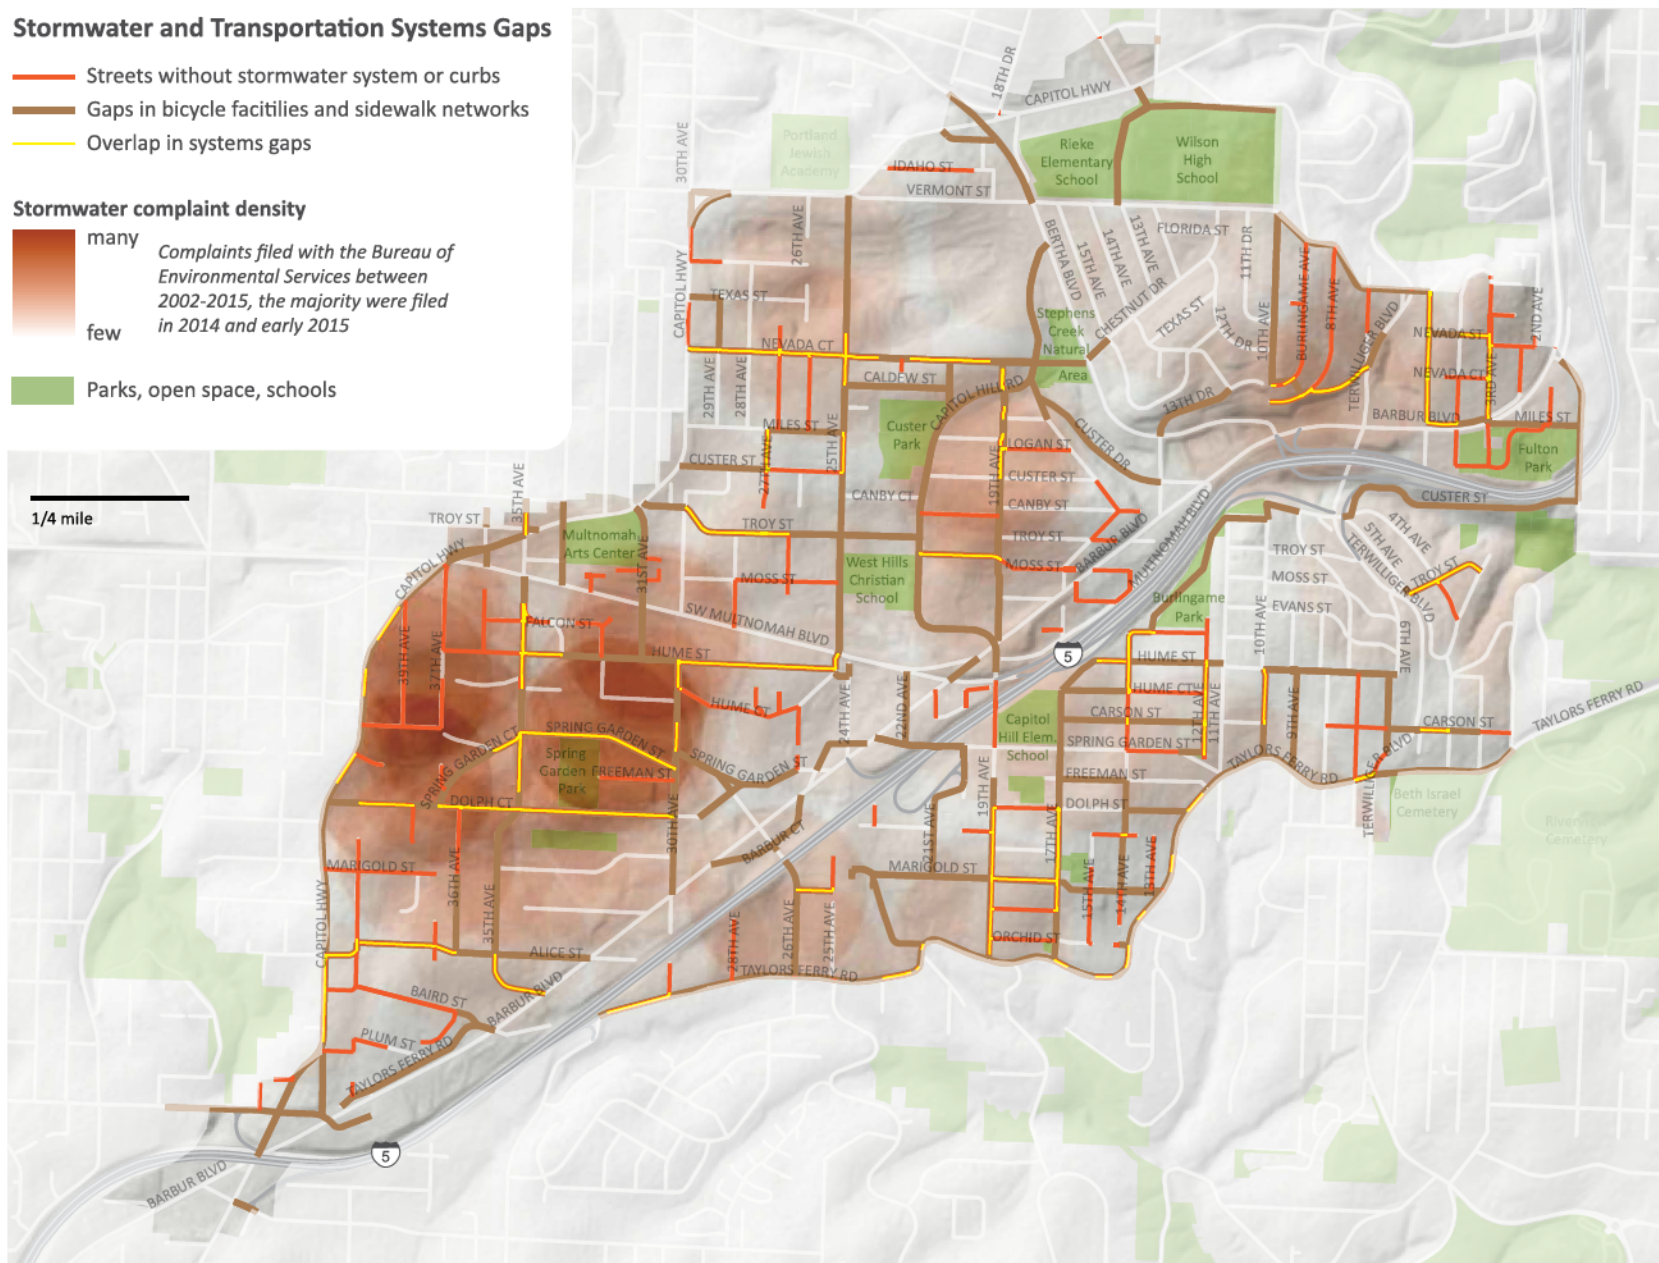 Stormwater and Transportation Systems Gaps
Streets without stormwater system or curbs
Gaps in bicycle facitilies and sidewalk networks
Overlap in systems gaps
Stormwater complaint density
many
few
Complaints filed with the Bureau of
Environmental Services between
2002-2015, the majority were filed
in 2014 and early 2015
Parks, open space, schools
1/4 mile
18TH DR
CAPITOL HWY
30TH AVE
Portland
Jewish
Academy
Rieke
Elementary
School
Wilson
High
School
IDAHO ST
VERMONT ST
26TH AVE
BERTHA BLVD
15TH AVE
14TH AVE
13TH AVE
FLORIDA ST
11TH DR
CAPITOL HWY
TEXAS ST
Stephens
Creek
Natural
Area
CHESTNUT DR
TEXAS ST
12TH DR
10TH AVE
BURLINGAME AVE
8TH AVE
TERWILLIGER BLVD
NEVADA ST
2ND AVE
NEVADA CT
NEVADA CT
3RD AVE
29TH AVE
28TH AVE
CALDEW ST
CAPITOL HILL RD
13TH DR
BARBUR BLVD
MILES ST
MILES ST
25TH AVE
Custer
Park
CUSTER DR
LOGAN ST
Fulton
Park
CUSTER ST
27TH AVE
19TH AVE
CUSTER ST
CANBY CT
CANBY ST
CUSTER ST
35TH AVE
TROY ST
TROY ST
TROY ST
BARBUR BLVD
MULTNOMAH BLVD
4TH AVE
5TH AVE
TERWILLIGER BLVD
TROY ST
TROY ST
Multnomah
Arts Center
31ST AVE
CAPITOL HWY
MOSS ST
West Hills
Christian
School
MOSS ST
MOSS ST
Burlingame
Park
EVANS ST
10TH AVE
6TH AVE
SW MULTNOMAH BLVD
FALCON ST
HUME ST
5
HUME ST
39TH AVE
37TH AVE
HUME CT
HUME CT
24TH AVE
22ND AVE
Capitol
Hill Elem.
School
CARSON ST
12TH AVE
11TH AVE
9TH AVE
CARSON ST
TAYLORS FERRY RD
SPRING GARDEN CT
SPRING GARDEN ST
SPRING GARDEN ST
SPRING GARDEN ST
TAYLORS FERRY RD
TERWILLIGER BLVD
Spring
Garden
Park
FREEMAN ST
FREEMAN ST
19TH AVE
DOLPH CT
DOLPH ST
Beth Israel
Cemetery
Cemetery
30TH AVE
BARBUR CT
21ST AVE
17TH AVE
MARIGOLD ST
MARIGOLD ST
36TH AVE
35TH AVE
15TH AVE
14TH AVE
13TH AVE
CAPITOL HWY
28TH AVE
26TH AVE
25TH AVE
ORCHID ST
ALICE ST
TAYLORS FERRY RD
BAIRD ST
BARBUR BLVD
PLUM ST
TAYLORS FERRY RD
5
BARBUR BLVD